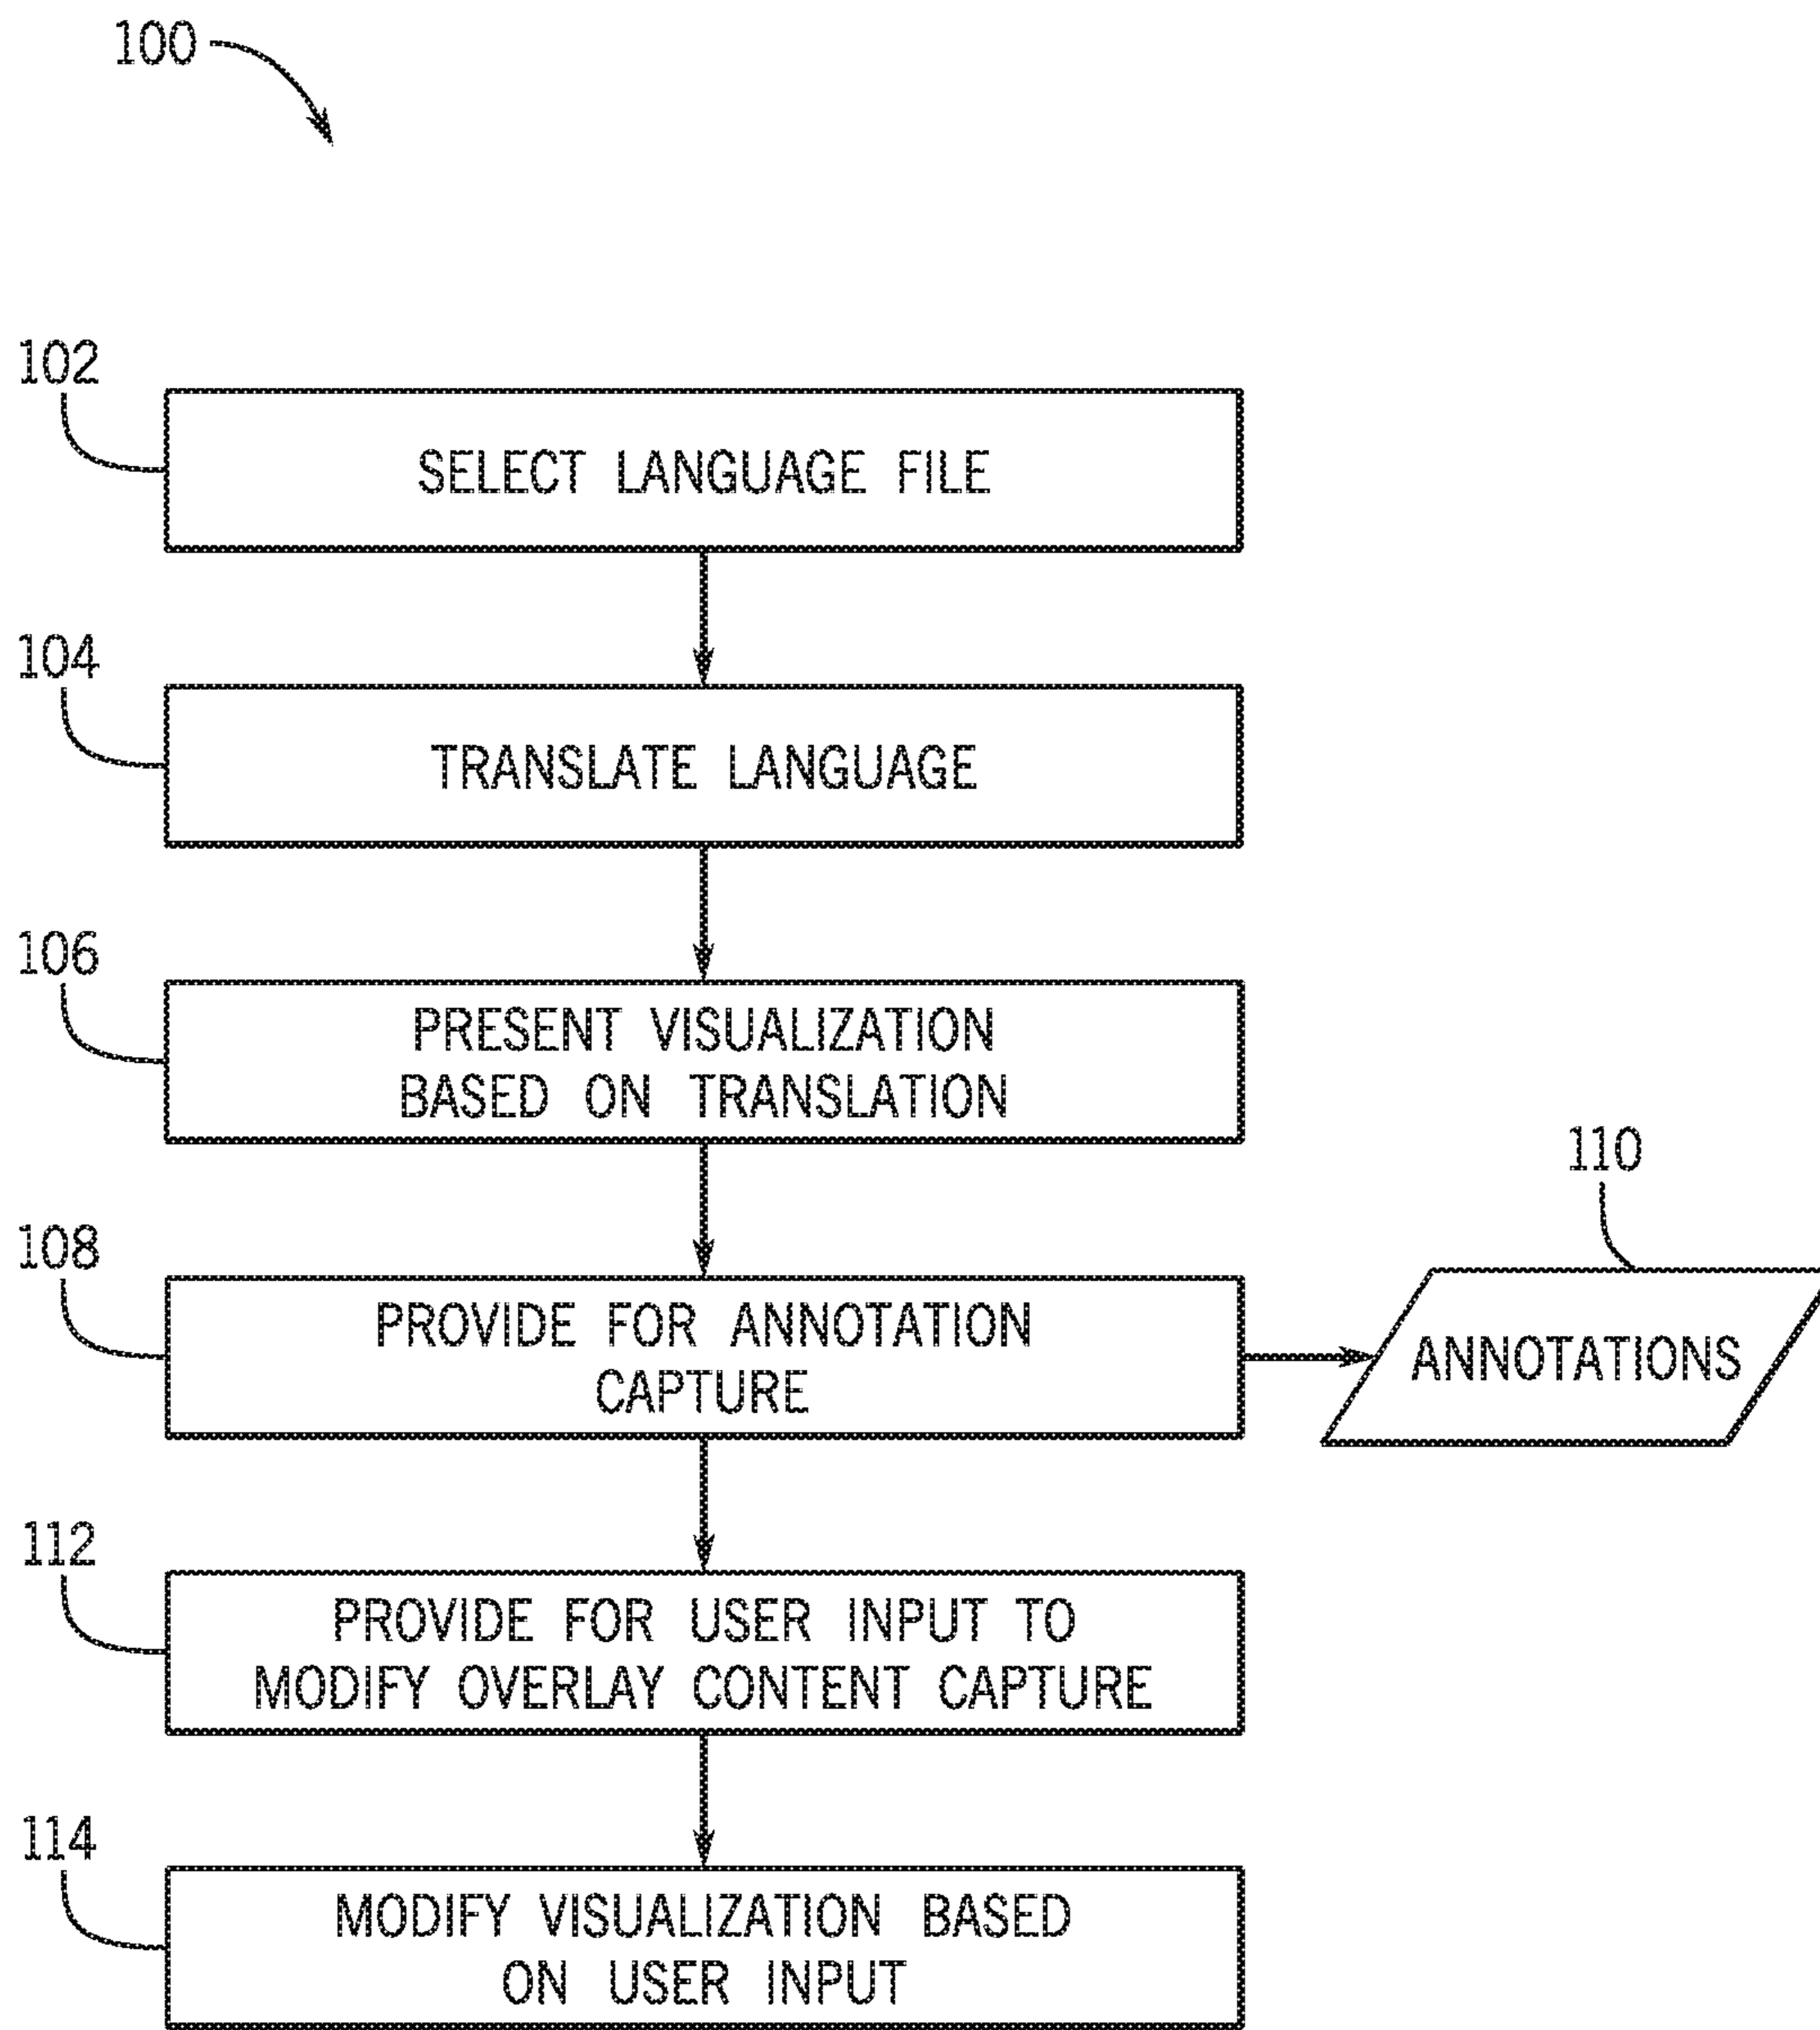 100
102
SELECT LANGUAGE FILE
104
TRANSLATE LANGUAGE
106
PRESENT VISUALIZATION
BASED ON TRANSLATION
108
PROVIDE FOR ANNOTATION
CAPTURE
110
ANNOTATIONS
112
PROVIDE FOR USER INPUT TO
MODIFY OVERLAY CONTENT CAPTURE
114
MODIFY VISUALIZATION BASED
ON USER INPUT